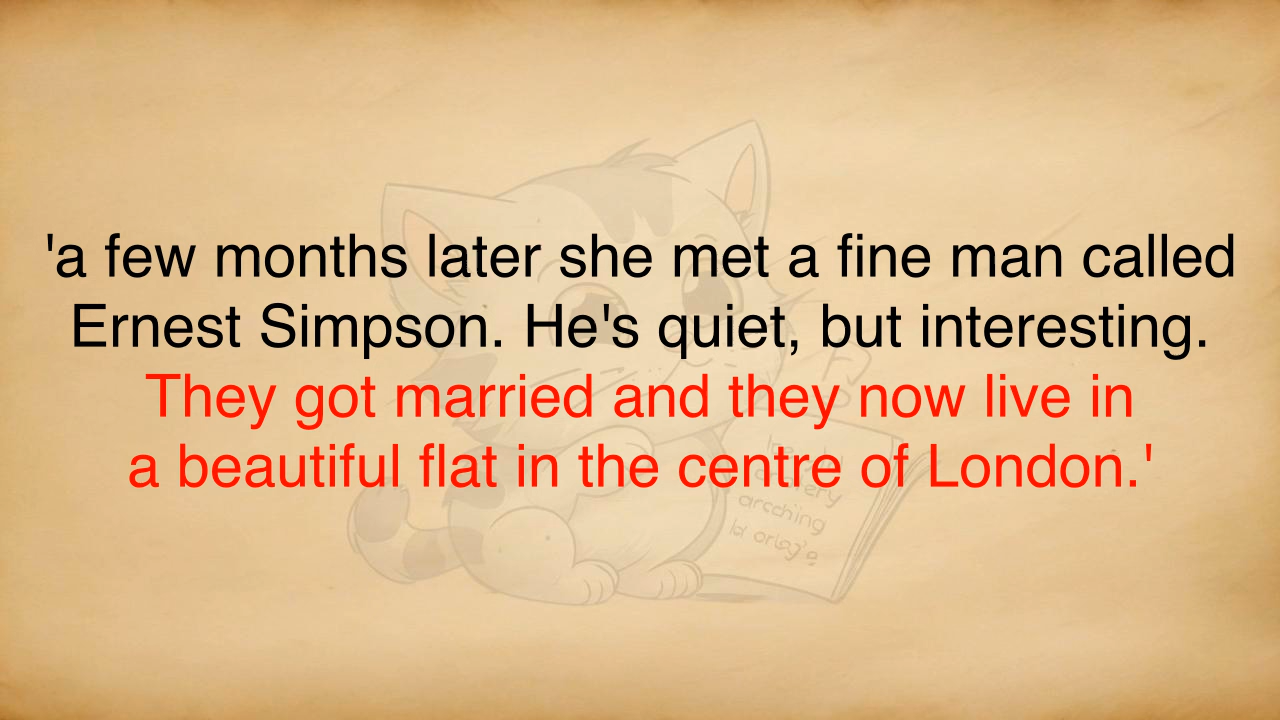 'a few months later she met a fine man called
Ernest Simpson. He's quiet, but interesting.
They got married and they now live in
a beautiful flat in the centre of London.'